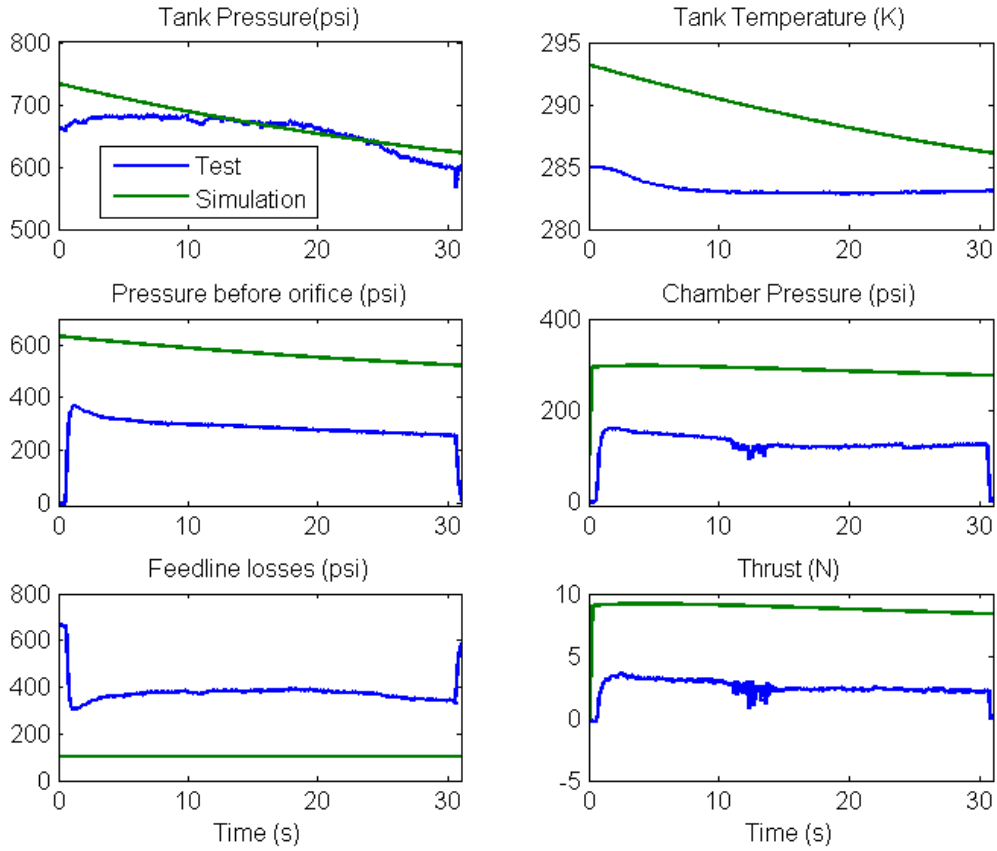 Tank Pressure(psi)
800
700
600
500
Test
Simulation
0 10 20 30
Tank Temperature (K)
295
290
285
280
0 10 20 30
Pressure before orifice (psi)
600
400
200
0
0 10 20 30
Chamber Pressure (psi)
400
200
0
0 10 20 30
Feedline losses (psi)
800
600
400
200
0
0 10 20 30
Time (s)
Thrust (N)
10
5
0
-5
0 10 20 30
Time (s)